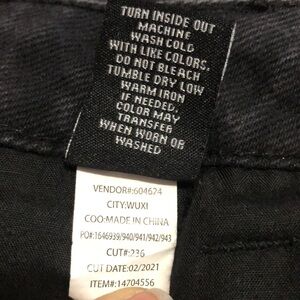 TURN INSIDE OUT
MACHINE
WASH COLD
WITH LIKE COLORS.
DO NOT BLEACH
TUMBLE DRY LOW
WARM IRON
IF NEEDED.
COLOR MAY
TRANSFER
WHEN WORN OR
WASHED
VENDOR#:604624
CITY:WUXI
COO:MADE IN CHINA
PO#:1646939/940/941/942/943
CUT#:236
CUT DATE:02/2021
ITEM#:14704556